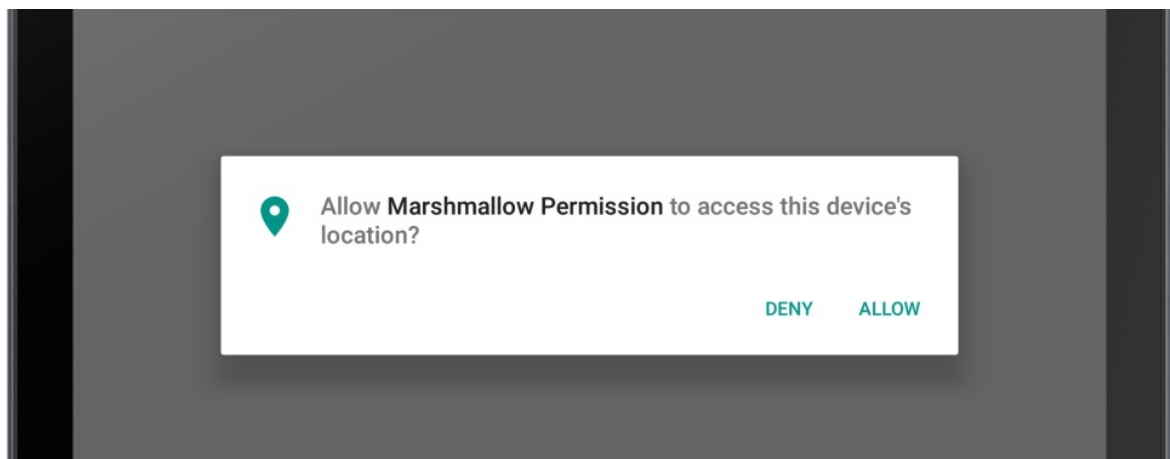 Allow Marshmallow Permission to access this device's
location?
DENY ALLOW